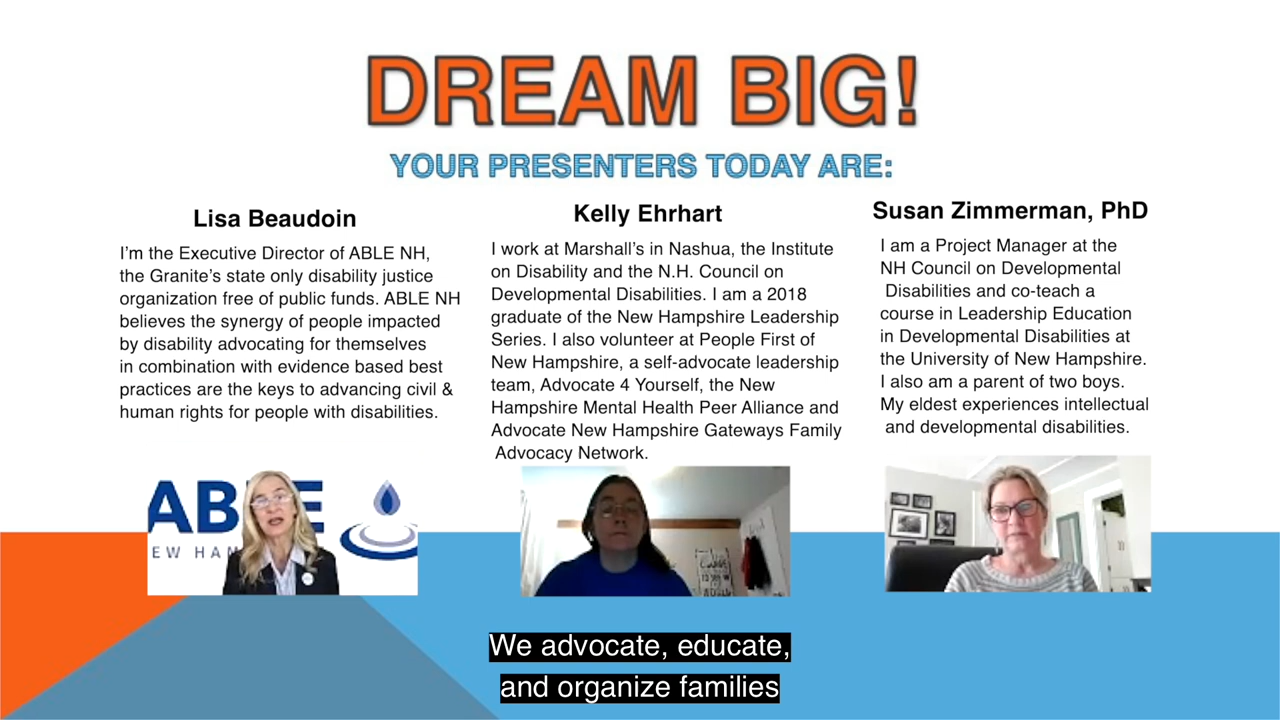 DREAM BIG!
YOUR PRESENTERS TODAY ARE:
Lisa Beaudoin
I'm the Executive Director of ABLE NH,
the Granite's state only disability justice
organization free of public funds. ABLE NH
believes the synergy of people impacted
by disability advocating for themselves
in combination with evidence based best
practices are the keys to advancing civil &
human rights for people with disabilities.
Kelly Ehrhart
I work at Marshall's in Nashua, the Institute
on Disability and the N.H. Council on
Developmental Disabilities. I am a 2018
graduate of the New Hampshire Leadership
Series. I also volunteer at People First of
New Hampshire, a self-advocate leadership
team, Advocate 4 Yourself, the New
Hampshire Mental Health Peer Alliance and
Advocate New Hampshire Gateways Family
Advocacy Network.
Susan Zimmerman, PhD
I am a Project Manager at the
NH Council on Developmental
Disabilities and co-teach a
course in Leadership Education
in Developmental Disabilities at
the University of New Hampshire.
I also am a parent of two boys.
My eldest experiences intellectual
and developmental disabilities.
AB E
EW HAM
We advocate, educate,
and organize families